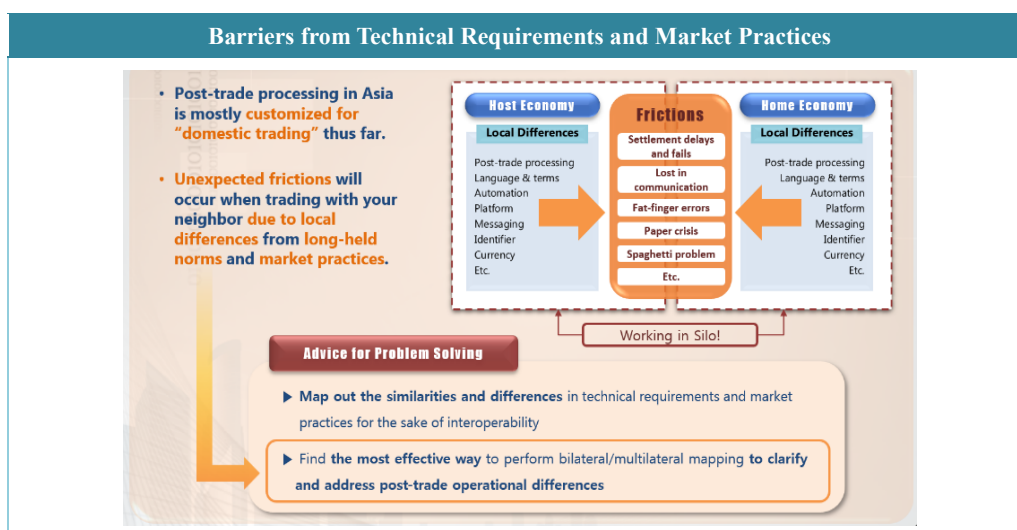 Barriers from Technical Requirements and Market Practices
• Post-trade processing in Asia
is mostly customized for
“domestic trading” thus far.
• Unexpected frictions will
occur when trading with your
neighbor due to local
differences from long-held
norms and market practices.
Host Economy
Local Differences
Post-trade processing
Language & terms
Automation
Platform
Messaging
Identifier
Currency
Etc.
Frictions
Settlement delays
and fails
Lost in
communication
Fat-finger errors
Paper crisis
Spaghetti problem
Etc.
Home Economy
Local Differences
Post-trade processing
Language & terms
Automation
Platform
Messaging
Identifier
Currency
Etc.
Working in Silo!
Advice for Problem Solving
▶ Map out the similarities and differences in technical requirements and market
practices for the sake of interoperability
▶ Find the most effective way to perform bilateral/multilateral mapping to clarify
and address post-trade operational differences